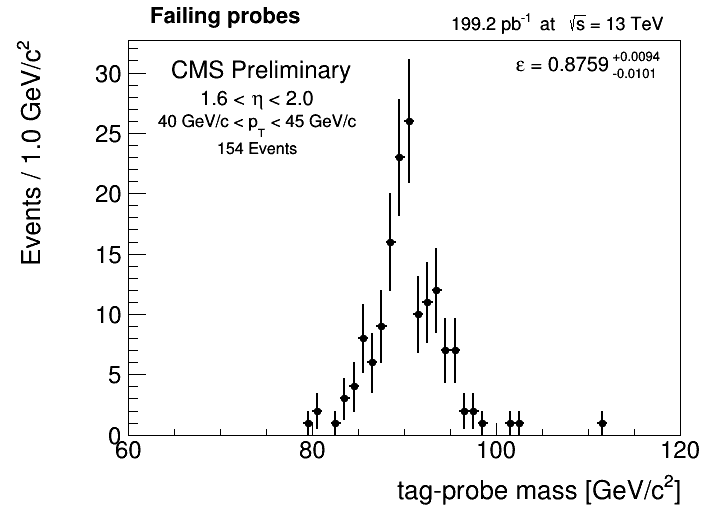 Failing probes
199.2 pb⁻¹ at √s = 13 TeV
CMS Preliminary
1.6 < η < 2.0
40 GeV/c < p_T < 45 GeV/c
154 Events
ε = 0.8759 +0.0094 -0.0101
Events / 1.0 GeV/c²
30
25
20
15
10
5
0
60 80 100 120
tag-probe mass [GeV/c²]